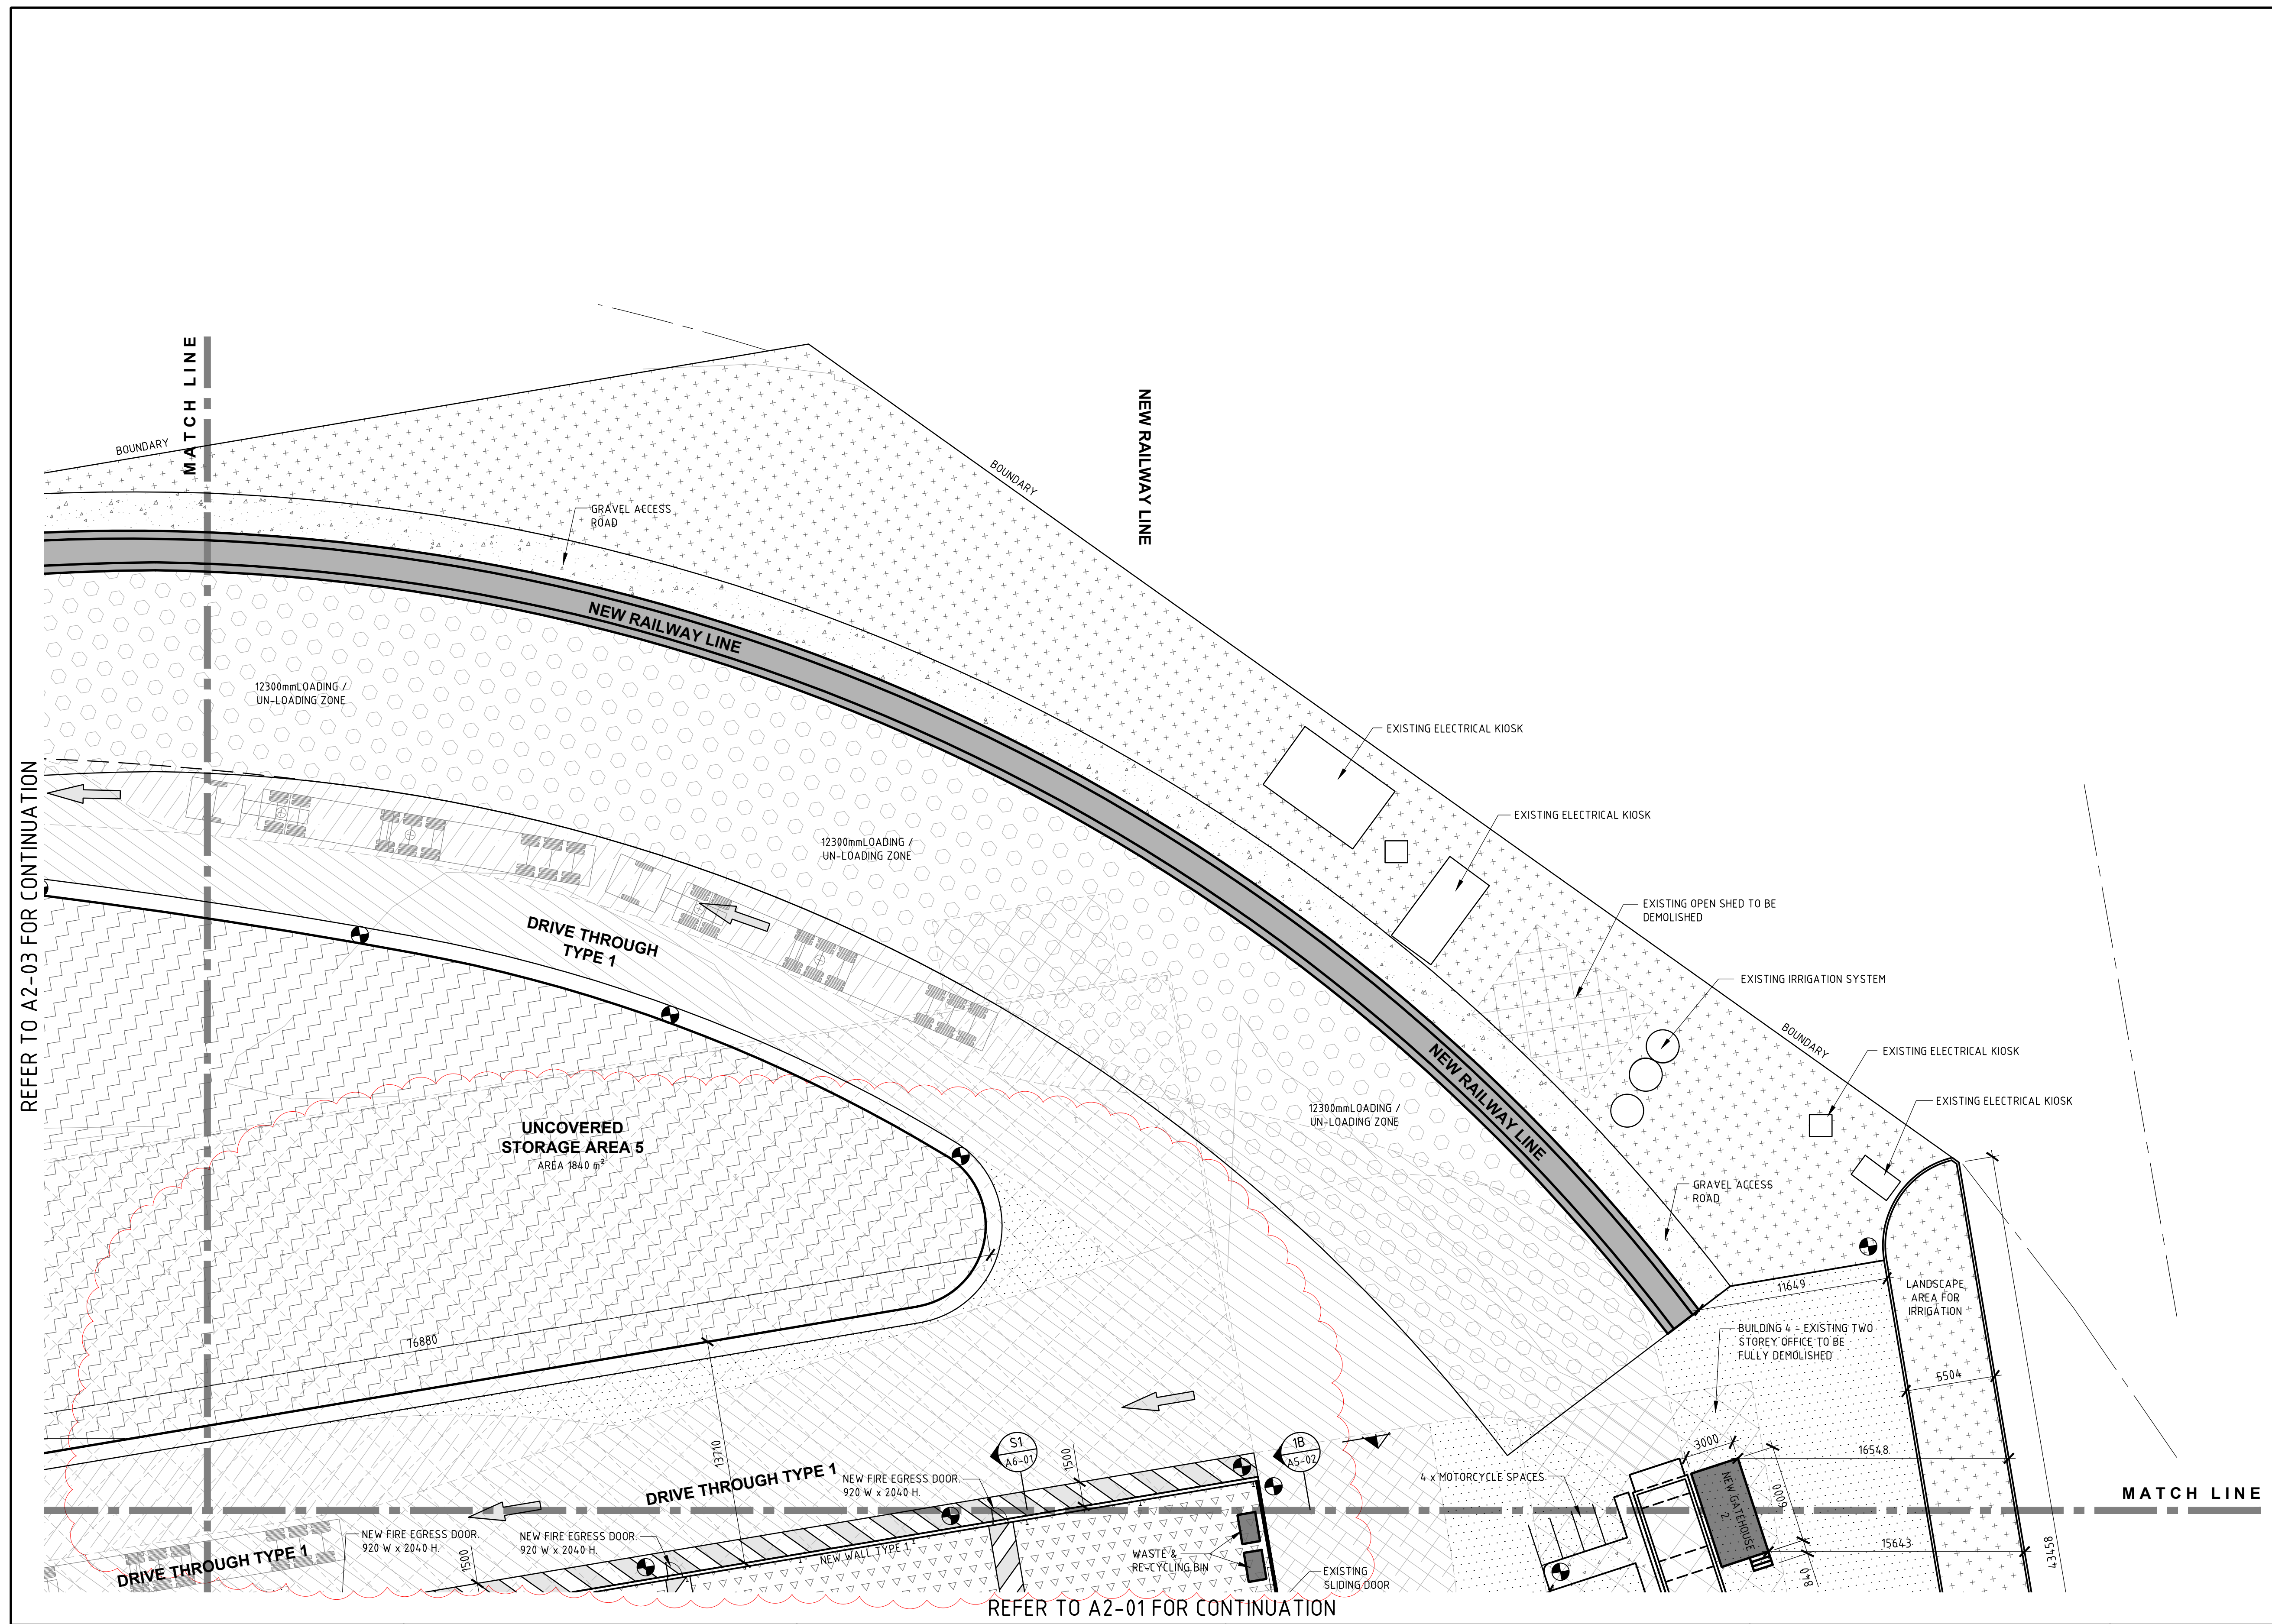 MATCH LINE
BOUNDARY
NEW RAILWAY LINE
BOUNDARY
GRAVEL ACCESS
ROAD
NEW RAILWAY LINE
12300mmLOADING /
UN-LOADING ZONE
EXISTING ELECTRICAL KIOSK
REFER TO A2-03 FOR CONTINUATION
EXISTING ELECTRICAL KIOSK
12300mmLOADING /
UN-LOADING ZONE
EXISTING OPEN SHED TO BE
DEMOLISHED
DRIVE THROUGH
TYPE 1
EXISTING IRRIGATION SYSTEM
BOUNDARY
EXISTING ELECTRICAL KIOSK
NEW RAILWAY LINE
EXISTING ELECTRICAL KIOSK
12300mmLOADING /
UN-LOADING ZONE
UNCOVERED
STORAGE AREA 5
AREA 1840 m²
GRAVEL ACCESS
ROAD
11649
LANDSCAPE
AREA FOR
IRRIGATION
76880
BUILDING 4 - EXISTING TWO
STOREY OFFICE TO BE
FULLY DEMOLISHED
5504
13710
S1
A6-01
1500
1B
A5-02
3000
16548
DRIVE THROUGH TYPE 1
NEW FIRE EGRESS DOOR.
920 W x 2040 H.
4 x MOTORCYCLE SPACES
NEW GATEHOUSE
2
6000
MATCH LINE
NEW FIRE EGRESS DOOR.
920 W x 2040 H.
NEW FIRE EGRESS DOOR.
920 W x 2040 H.
1500
NEW WALL TYPE 1
WASTE &
RE-CYCLING BIN
15643
43458
DRIVE THROUGH TYPE 1
EXISTING
SLIDING DOOR
840
REFER TO A2-01 FOR CONTINUATION